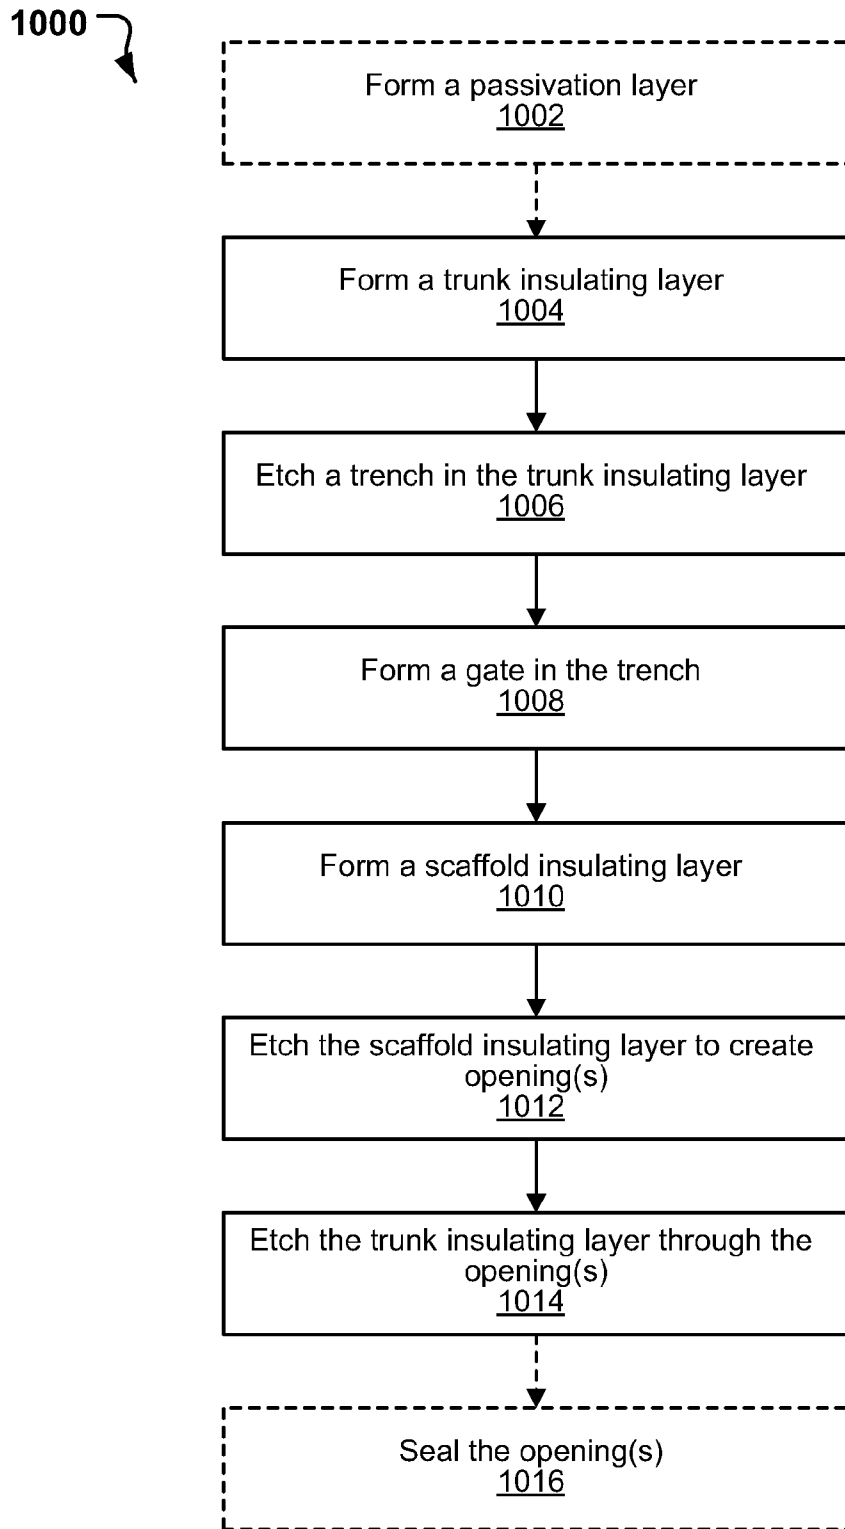 1000
Form a passivation layer
1002
Form a trunk insulating layer
1004
Etch a trench in the trunk insulating layer
1006
Form a gate in the trench
1008
Form a scaffold insulating layer
1010
Etch the scaffold insulating layer to create
opening(s)
1012
Etch the trunk insulating layer through the
opening(s)
1014
Seal the opening(s)
1016